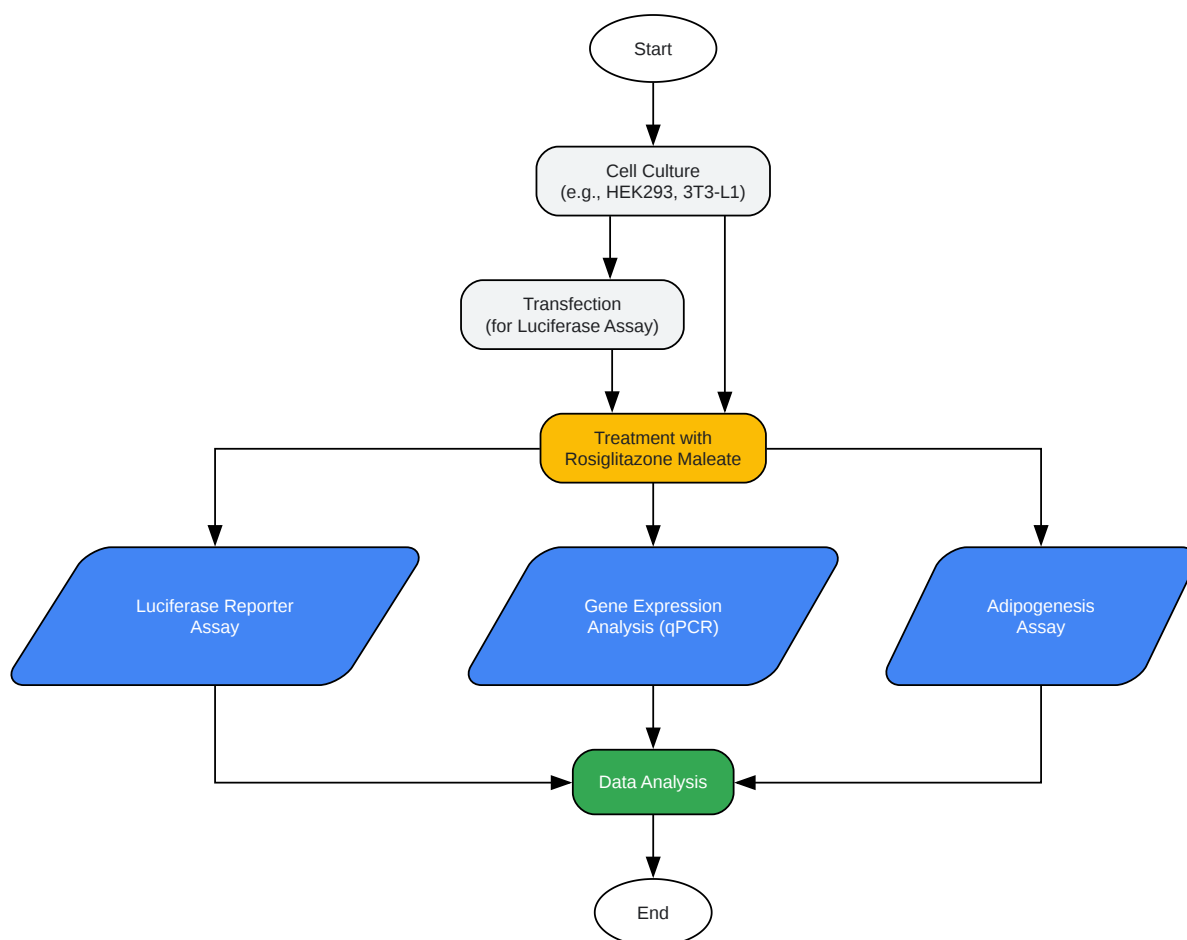 Start
Cell Culture
(e.g., HEK293, 3T3-L1)
Transfection
(for Luciferase Assay)
Treatment with
Rosiglitazone Maleate
Luciferase Reporter
Assay
Gene Expression
Analysis (qPCR)
Adipogenesis
Assay
Data Analysis
End